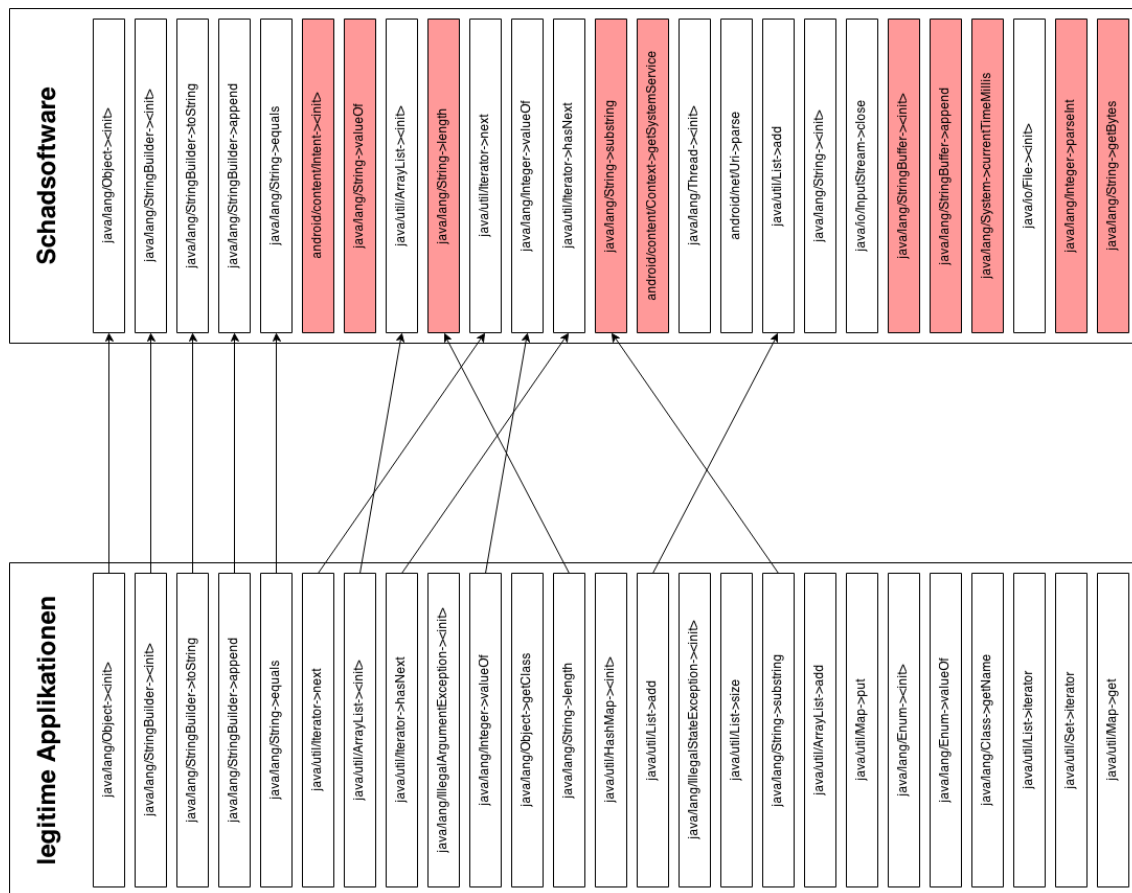 legitime Applikationen
java/lang/Object-><init>
java/lang/StringBuilder-><init>
java/lang/StringBuilder->toString
java/lang/StringBuilder->append
java/lang/String->equals
java/util/Iterator->next
java/util/ArrayList-><init>
java/util/Iterator->hasNext
java/lang/IllegalArgumentException-><init>
java/lang/Integer->valueOf
java/lang/Object->getClass
java/lang/String->length
java/util/HashMap-><init>
java/util/List->add
java/lang/IllegalStateException-><init>
java/util/List->size
java/lang/String->substring
java/util/ArrayList->add
java/util/Map->put
java/lang/Enum-><init>
java/lang/Enum->valueOf
java/lang/Class->getName
java/util/List->iterator
java/util/Set->iterator
java/util/Map->get
Schadsoftware
java/lang/Object-><init>
java/lang/StringBuilder-><init>
java/lang/StringBuilder->toString
java/lang/StringBuilder->append
java/lang/String->equals
android/content/Intent-><init>
java/lang/String->valueOf
java/util/ArrayList-><init>
java/lang/String->length
java/util/Iterator->next
java/lang/Integer->valueOf
java/util/Iterator->hasNext
java/lang/String->substring
android/content/Context->getSystemService
java/lang/Thread-><init>
android/net/Uri->parse
java/util/List->add
java/lang/String-><init>
java/io/InputStream->close
java/lang/StringBuffer-><init>
java/lang/StringBuffer->append
java/lang/System->currentTimeMillis
java/io/File-><init>
java/lang/Integer->parseInt
java/lang/String->getBytes